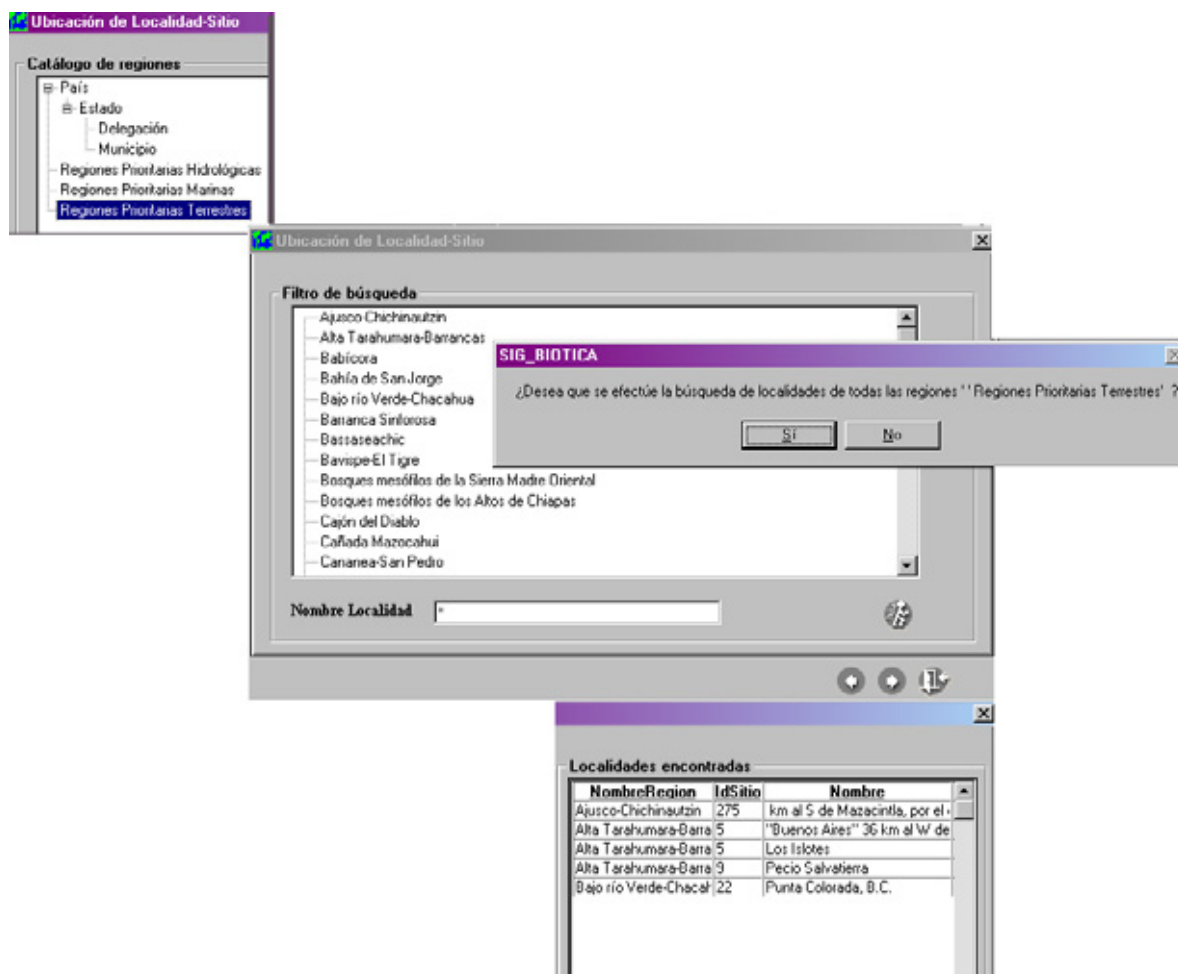 Ubicación de Localidad-Sitio
Catálogo de regiones
País
Estado
Delegación
Municipio
Regiones Prioritarias Hidrológicas
Regiones Prioritarias Marinas
Regiones Prioritarias Terrestres
Ubicación de Localidad-Sitio
Filtro de búsqueda
Ajusco Chichinautzin
Alta Tarahumara-Barrancas
Babícora
Bahía de San Jorge
Bajo río Verde-Chacahua
Barranca Sinforosa
Bassaseachic
Bavispe-El Tigre
Bosques mesófilos de la Sierra Madre Oriental
Bosques mesófilos de los Altos de Chiapas
Cajón del Diablo
Cañada Mazocahui
Cananea-San Pedro
SIG_BIOTICA
¿Desea que se efectúe la búsqueda de localidades de todas las regiones ' ' Regiones Prioritarias Terrestres' ?
Sí No
Nombre Localidad *
Localidades encontradas
NombreRegion IdSitio Nombre
Ajusco-Chichinautzin 275 km al S de Mazacintla, por el
Alta Tarahumara-Barra 5 "Buenos Aires" 36 km al W de
Alta Tarahumara-Barra 5 Los Islotes
Alta Tarahumara-Barra 9 Pecio Salvatierra
Bajo río Verde-Chacah 22 Punta Colorada, B.C.